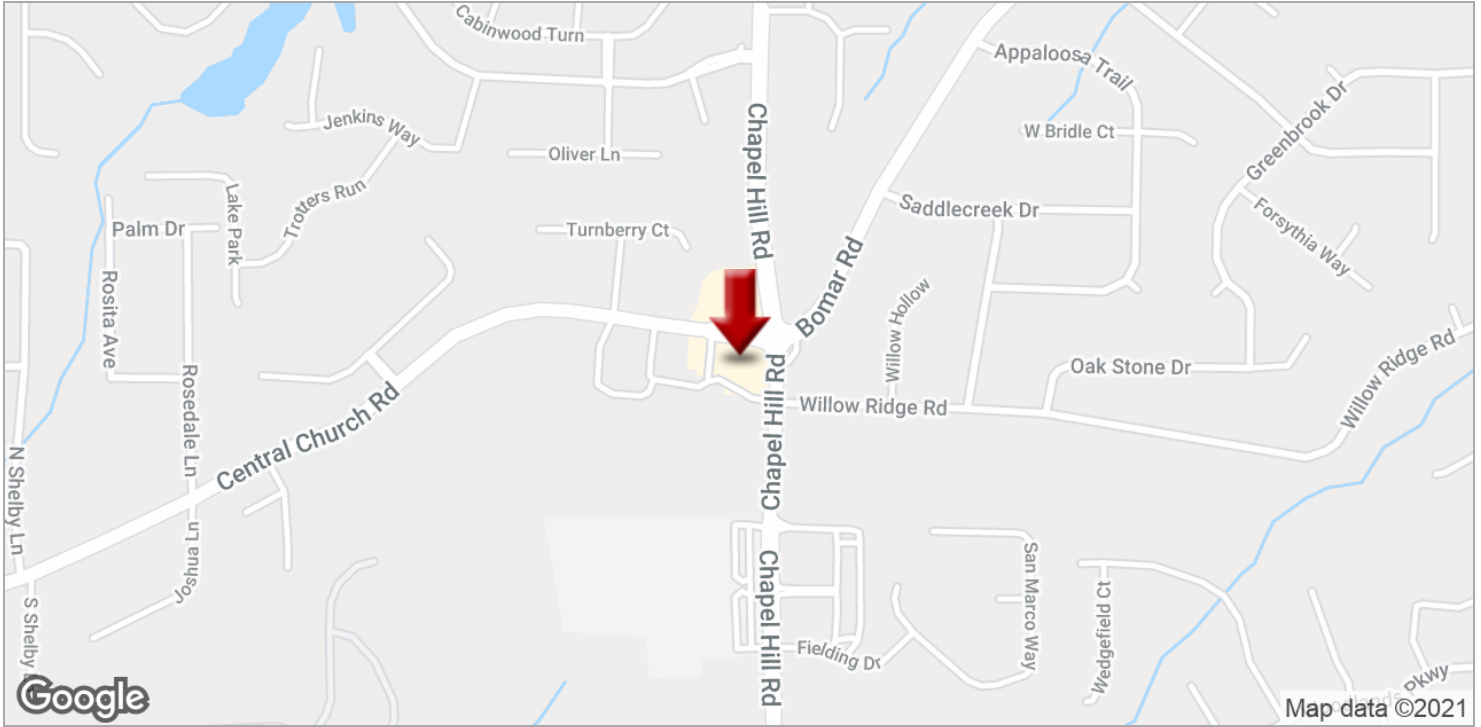 Cabinwood Turn
Appaloosa Trail
Chapel Hill Rd
Jenkins Way
W Bridle Ct
Greenbrook Dr
Oliver Ln
Lake Park
Trotters Run
Saddlecreek Dr
Forsythia Way
Palm Dr
Turnberry Ct
Bomar Rd
Rosita Ave
Willow Hollow
Oak Stone Dr
Willow Ridge Rd
Rosedale Ln
Central Church Rd
Chapel Hill Rd
Willow Ridge Rd
N Shelby Ln
Joshua Ln
Chapel Hill Rd
San Marco Way
Wedgefield Ct
S Shelby
Fielding Dr
Pkwy
Google
Map data ©2021